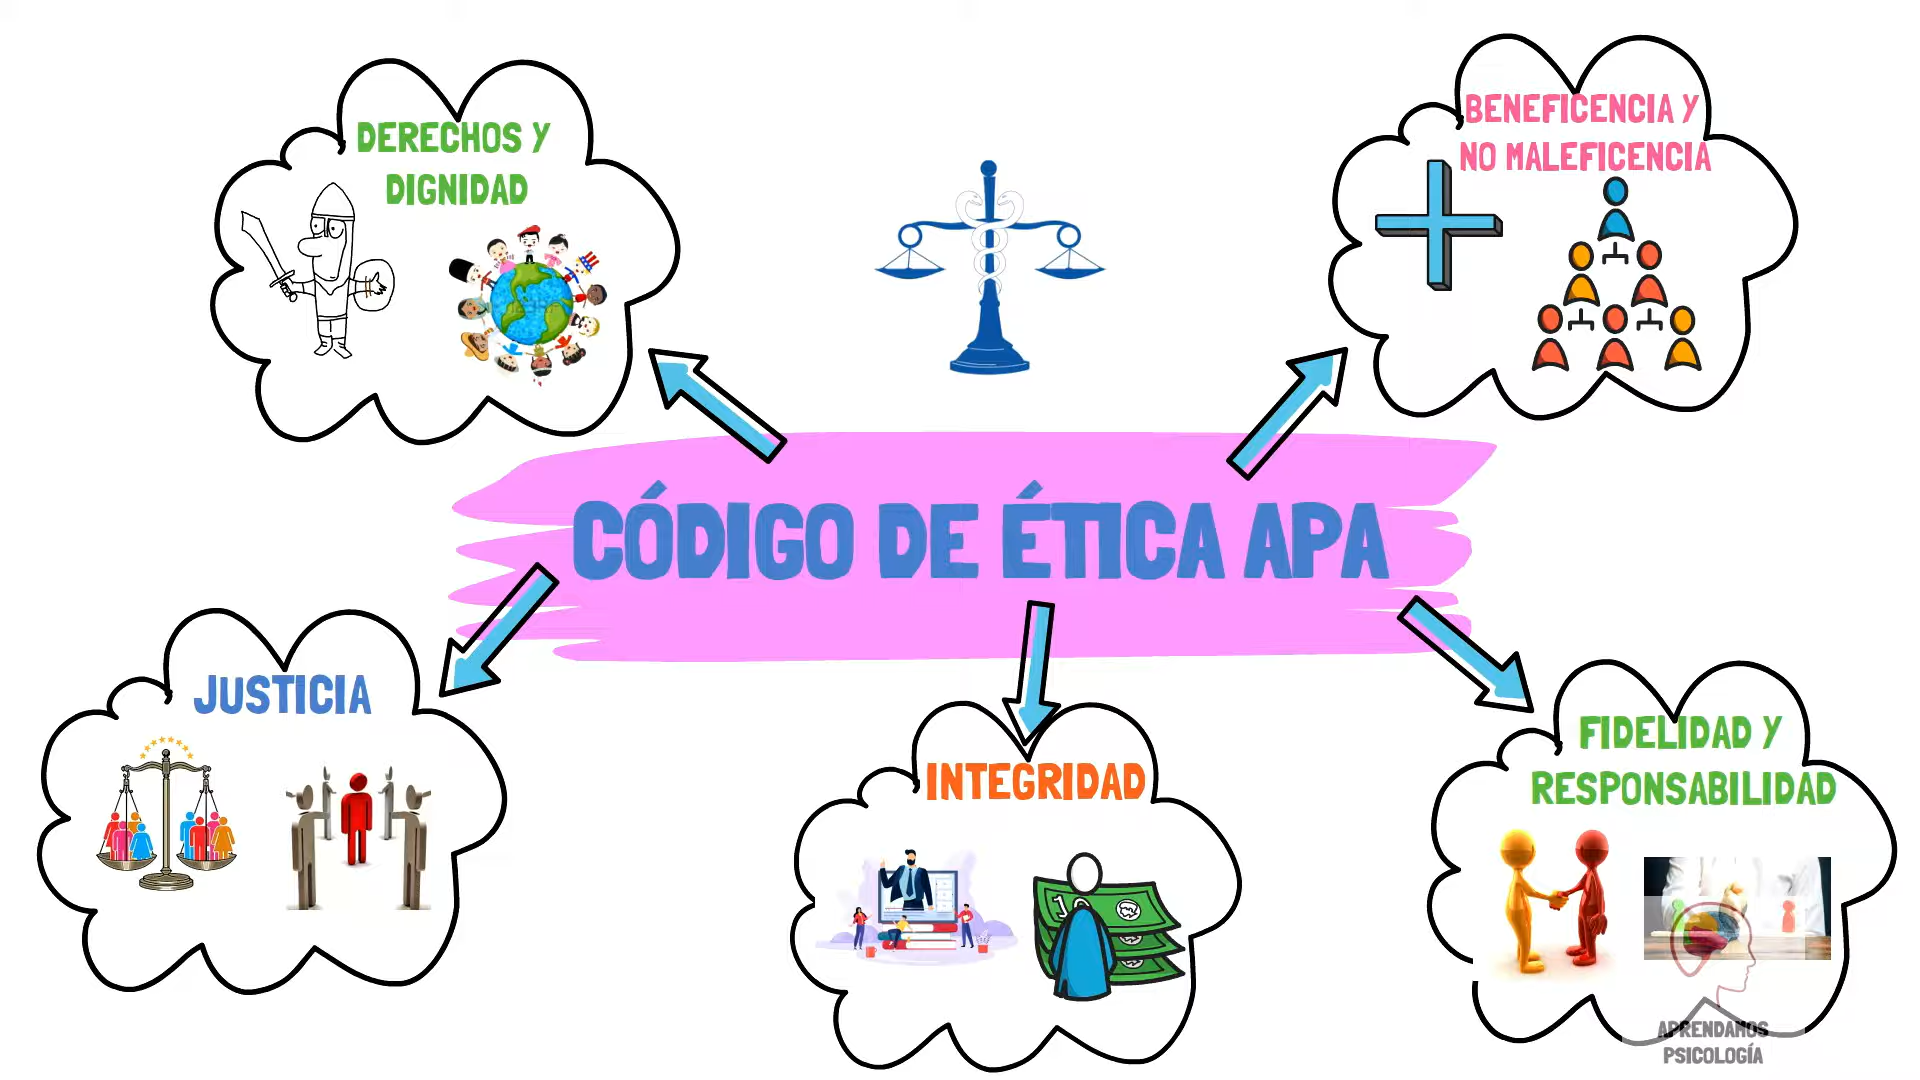 DERECHOS Y
DIGNIDAD
BENEFICENCIA Y
NO MALEFICENCIA
CÓDIGO DE ÉTICA APA
JUSTICIA
INTEGRIDAD
FIDELIDAD Y
RESPONSABILIDAD
APRENDAMOS
PSICOLOGÍA